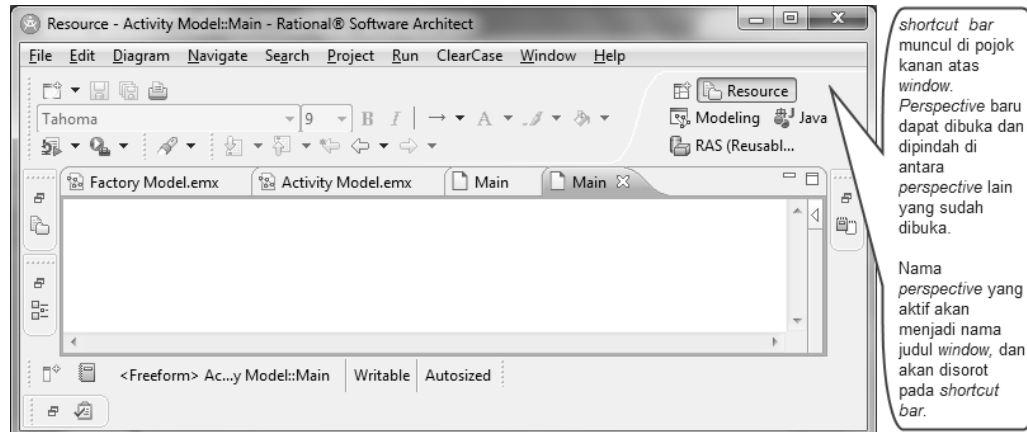 Resource - Activity Model::Main - Rational® Software Architect
File Edit Diagram Navigate Search Project Run ClearCase Window Help
Resource
Tahoma 9 B I A
Modeling Java
RAS (Reusabl...
Factory Model.emx Activity Model.emx Main Main
<Freeform> Ac...y Model::Main Writable Autosized
shortcut bar
muncul di pojok
kanan atas
window.
Perspective baru
dapat dibuka dan
dipindah di
antara
perspective lain
yang sudah
dibuka.
Nama
perspective yang
aktif akan
menjadi nama
judul window, dan
akan disorot
pada shortcut
bar.